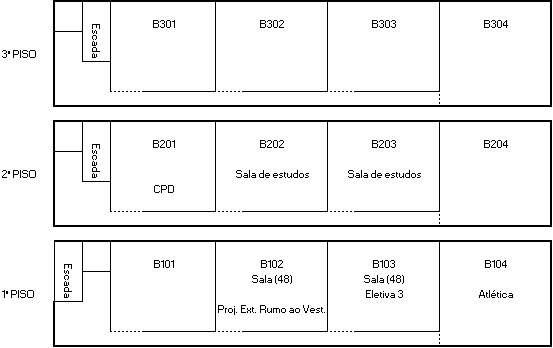 B301 B302 B303 B304
Escada
3º PISO
B201 B202 B203 B204
Escada
2º PISO
Sala de estudos Sala de estudos
CPD
B101 B102 B103 B104
Sala (48) Sala (48)
Escada
1º PISO
Eletiva 3 Atlética
Proj. Ext. Rumo ao Vest.